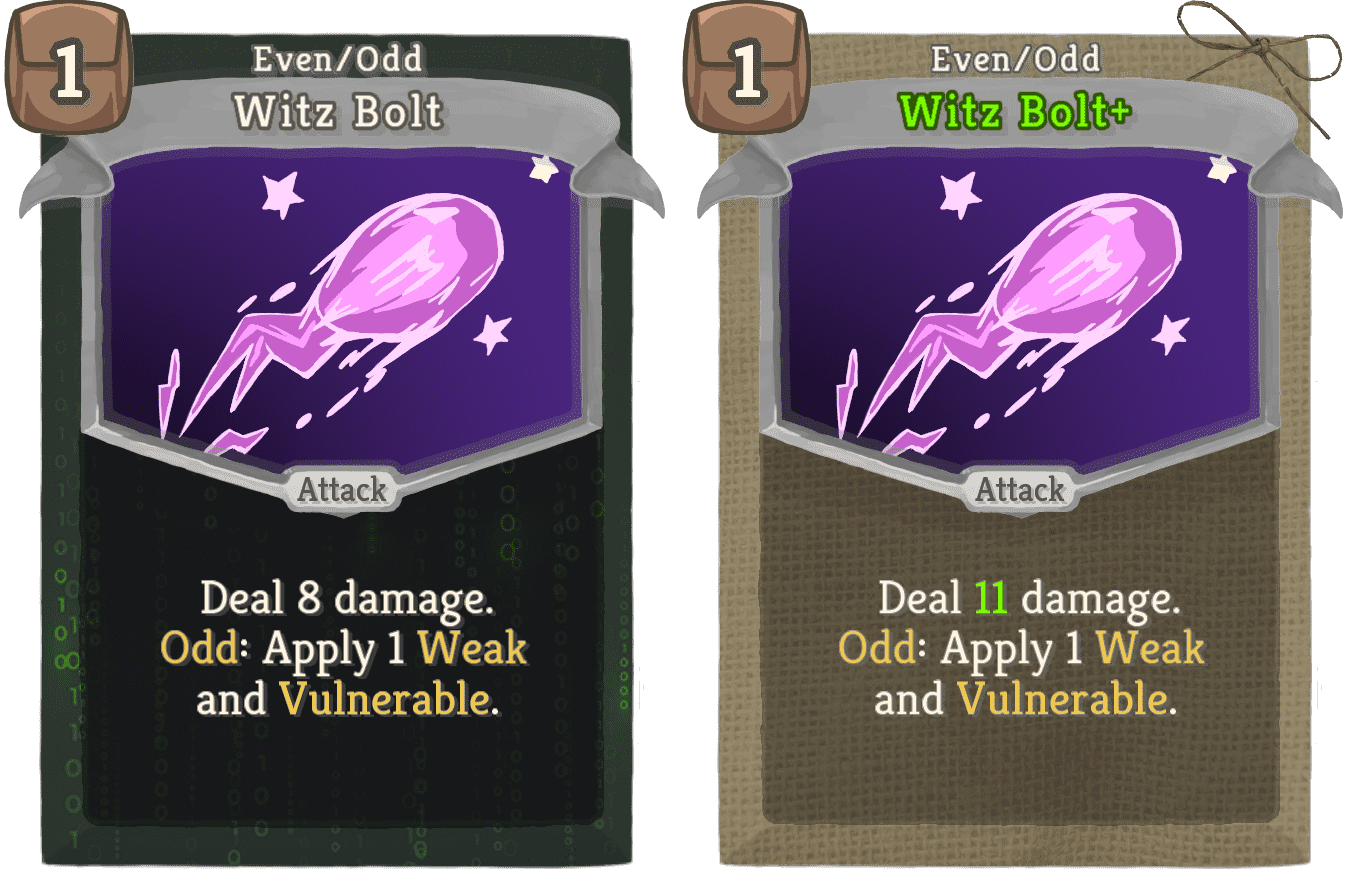 1
Even/Odd
Witz Bolt
Attack
Deal 8 damage.
Odd: Apply 1 Weak
and Vulnerable.
1
Even/Odd
Witz Bolt+
Attack
Deal 11 damage.
Odd: Apply 1 Weak
and Vulnerable.